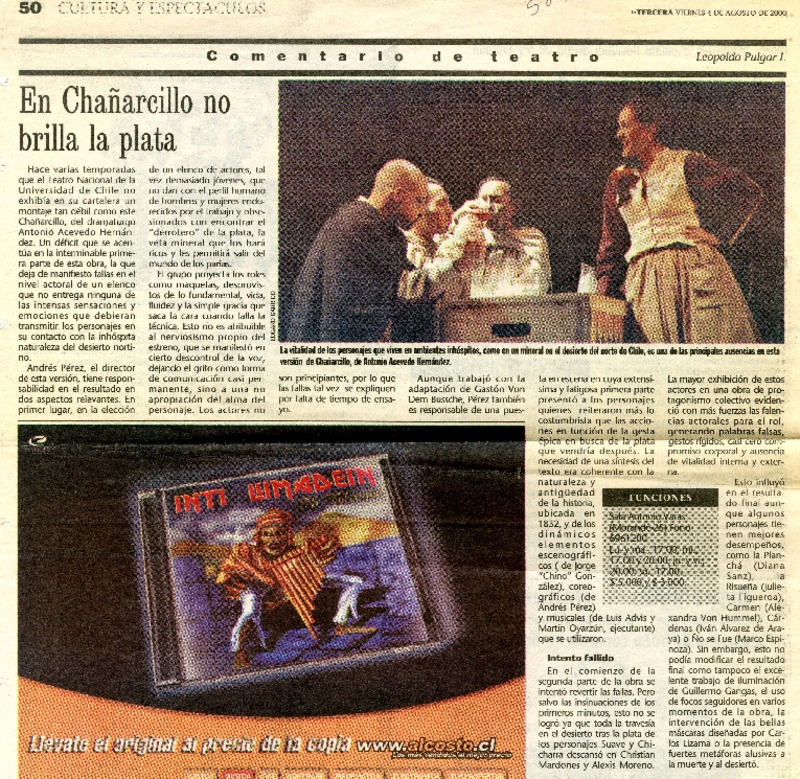 50 CULTURA Y ESPECTACULOS
TERCERA VIERNES 4 DE AGOSTO DE 2000
Comentario de teatro
Leopoldo Pulgar I.
En Chañarcillo no
brilla la plata
Hace varias temporadas
que el Teatro Nacional de la
Universidad de Chile no
exhibía en su cartelera un
montaje tan débil como este
Chañarcillo, del dramaturgo
Antonio Acevedo Hernán-
dez. Un déficit que se acen-
túa en la interminable prime-
ra parte de esta obra, la que
deja de manifiesto fallas en el
nivel actoral de un elenco
que no entrega ninguna de
las intensas sensaciones y
emociones que debieran
transmitir los personajes en
su contacto con la inhóspita
naturaleza del desierto norti-
no.
Andrés Pérez, el director
de esta versión, tiene respon-
sabilidad en el resultado en
dos aspectos relevantes. En
primer lugar, en la elección
de un elenco de actores, tal
vez demasiado jóvenes, que
no dan con el perfil humano
de hombres y mujeres endu-
recidos por el trabajo y obse-
sionados con encontrar el
"derrotero" de la plata, la
veta mineral que los hará
ricos y les permitirá salir del
mundo de los parias.
El grupo proyecta los roles
como maquetas, desprovis-
tos de lo fundamental, vida,
fluidez y la simple gracia que
saca la cara cuando falla la
técnica. Esto no es atribuible
al nerviosismo propio del
estreno, que se manifestó en
cierto descontrol de la voz,
dejando el grito como forma
de comunicación casi per-
manente, sino a una no
apropiación del alma del
personaje. Los actores no
La vitalidad de los personajes que viven en ambientes inhóspitos, como en un mineral en el desierto del norte de Chile, es una de las principales ausencias en esta
versión de Chañarcillo, de Antonio Acevedo Hernández.
son principiantes, por lo que
las fallas tal vez se expliquen
por falta de tiempo de ensa-
yo.
Aunque trabajó con la
adaptación de Gastón Von
Dem Bussche, Pérez también
es responsable de una pues-
ta en escena en cuya extensí-
sima y fatigosa primera parte
presentó a los personajes
quienes reiteraron más lo
costumbrista que las accio-
nes en función de la gesta
épica en busca de la plata
que vendría después. La
necesidad de una síntesis del
texto era coherente con la
naturaleza y
antigüedad
de la historia,
ubicada en
1832, y de los
dinámicos
elementos
escenográfi-
cos ( de Jorge
"Chino" Gon-
zález), coreo-
gráficos (de
Andrés Pérez)
y musicales (de Luis Advis y
Martín Oyarzún, ejecutante)
que se utilizaron.
Intento fallido
En el comienzo de la
segunda parte de la obra se
intentó revertir las fallas. Pero
salvo las insinuaciones de los
primeros minutos, esto no se
logró ya que toda la travesía
en el desierto tras la plata de
los personajes Suave y Chi-
charra descansó en Christian
Mardones y Alexis Moreno.
La mayor exhibición de estos
actores en una obra de pro-
tagonismo colectivo eviden-
ció con más fuerzas las falen-
cias actorales para el rol,
generando palabras falsas,
gestos rígidos, casi cero com-
promiso corporal y ausencia
de vitalidad interna y exter-
na.
Esto influyó
en el resulta-
do final aun-
que algunos
personajes tie-
nen mejores
desempeños,
como la Plan-
chá (Diana
Sanz), la
Risueña (Julie-
ta Figueroa),
Carmen (Ale-
xandra Von Hummel), Cár-
denas (Iván Alvarez de Ara-
ya) o Ño se Fue (Marco Espi-
noza). Sin embargo, esto no
podía modificar el resultado
final como tampoco el exce-
lente trabajo de iluminación
de Guillermo Gangas, el uso
de focos seguidores en varios
momentos de la obra, la
intervención de las bellas
máscaras diseñadas por Car-
los Lizama o la presencia de
fuertes metáforas alusivas a
la muerte y al desierto.
FUNCIONES
Sala Antonio Varas
(Morandé 25) Fono
6961200
17.00 y 20.00
20.00 17.00
$ 5.000 y $ 3.000
INTI ILLIMADEIN
Llevate el original al precio de la copia www.alcosto.cl
MUSICA